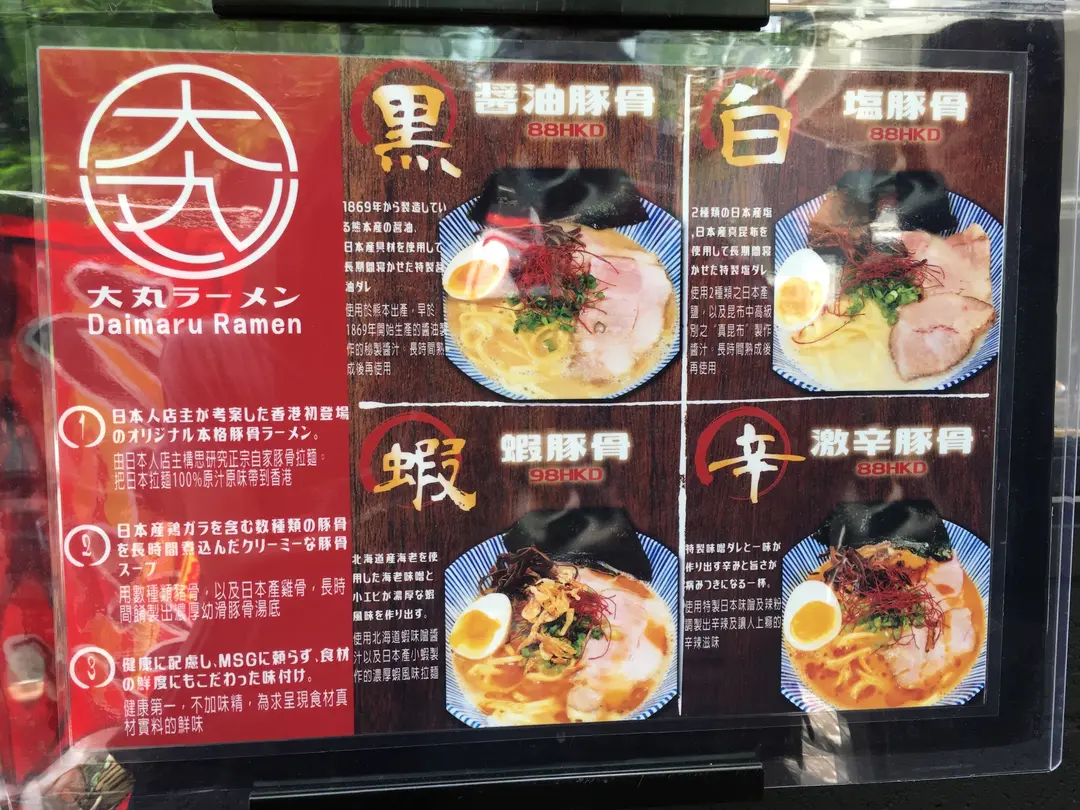 大丸
大丸ラーメン
Daimaru Ramen
1
日本人店主が考案した香港初登場
のオリジナル本格豚骨ラーメン。
由日本人店主構思研究正宗自家豚骨拉麵。
把日本拉麵100%原汁原味帶到香港
2
日本産鶏ガラを含む数種類の豚骨
を長時間煮込んだクリーミーな豚骨
スープ
用數種類豬骨，以及日本產雞骨，長時
間餚製出濃厚幼滑豚骨湯底
3
健康に配慮し、MSGに頼らず、食材
の鮮度にもこだわった味付け。
健康第一，不加味精，為求呈現食材真
材實料的鮮味
黒
醤油豚骨
88HKD
1869年から製造してい
る熊本産の醤油、
日本産具材を使用して
長期間寝かせた特製醤
油ダレ
使用於熊本出產，早於
1869年開始生產的醬油製
作的秘製醬汁。長時間熟
成後再使用
白
塩豚骨
88HKD
2種類の日本産塩
,日本産真昆布を
使用して長期間寝
かせた特製塩ダレ
使用2種類之日本產
鹽，以及昆布中高級
別之“真昆布”製作
醬汁。長時間熟成後
再使用
蝦
蝦豚骨
98HKD
北海道産海老を使
用した海老味噌と
小エビが濃厚な蝦
風味を作り出す。
使用北海道蝦味噌醬
汁以及日本產小蝦製
作的濃厚蝦風味拉麵
辛
激辛豚骨
88HKD
特製味噌ダレと一味が
作り出す辛みと旨さが
病みつきになる一杯。
使用特製日本味噌及辣粉
調製出辛辣及讓人上癮的
辛辣滋味